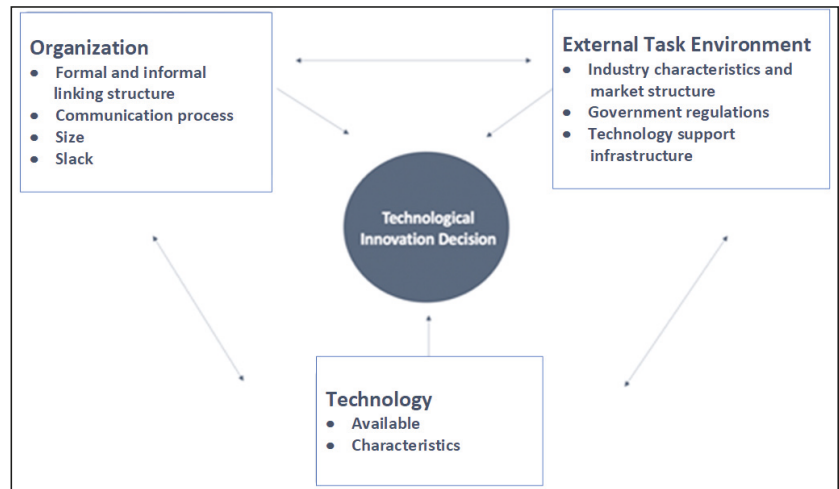 Organization
● Formal and informal
linking structure
● Communication process
● Size
● Slack
External Task Environment
● Industry characteristics and
market structure
● Government regulations
● Technology support
infrastructure
Technological
Innovation Decision
Technology
● Available
● Characteristics